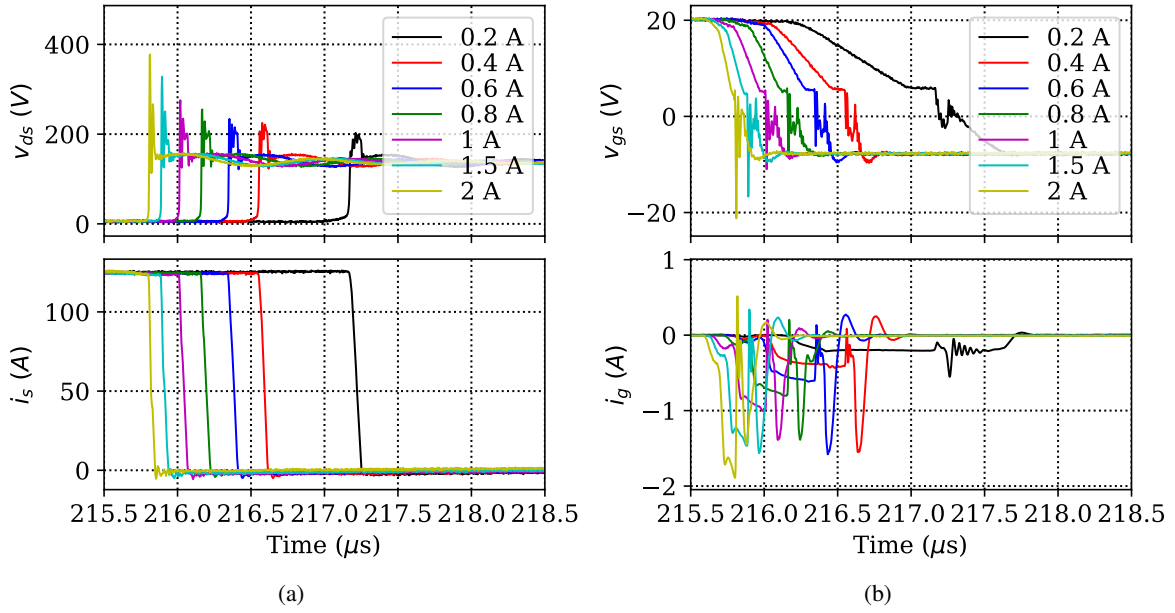 400
200
0
v_ds (V)
0.2 A
0.4 A
0.6 A
0.8 A
1 A
1.5 A
2 A
100
50
0
i_s (A)
215.5 216.0 216.5 217.0 217.5 218.0 218.5
Time (μs)
(a)
20
0
−20
v_gs (V)
0.2 A
0.4 A
0.6 A
0.8 A
1 A
1.5 A
2 A
1
0
−1
−2
i_g (A)
215.5 216.0 216.5 217.0 217.5 218.0 218.5
Time (μs)
(b)